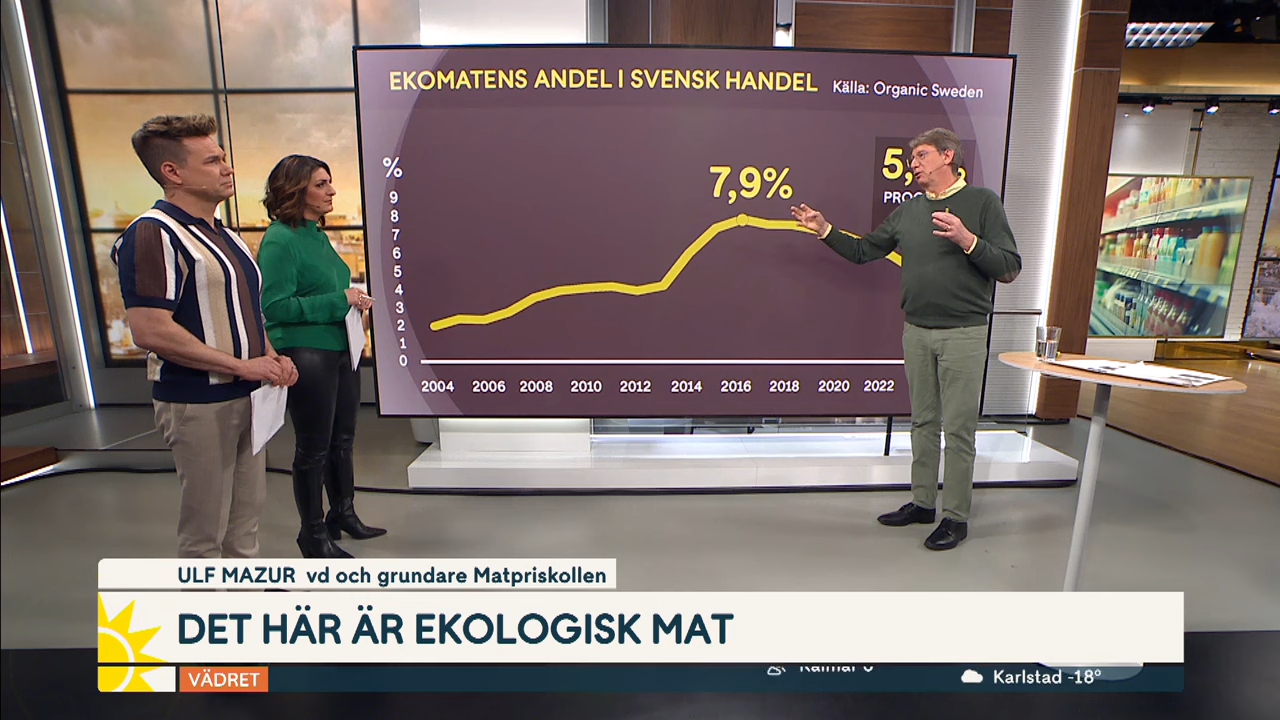 EKOMATENS ANDEL I SVENSK HANDEL
Källa: Organic Sweden
%
7,9%
9
8
7
6
5
4
3
2
1
0
2004 2006 2008 2010 2012 2014 2016 2018 2020 2022
ULF MAZUR vd och grundare Matpriskollen
DET HÄR ÄR EKOLOGISK MAT
VÄDRET
Karlstad -18°